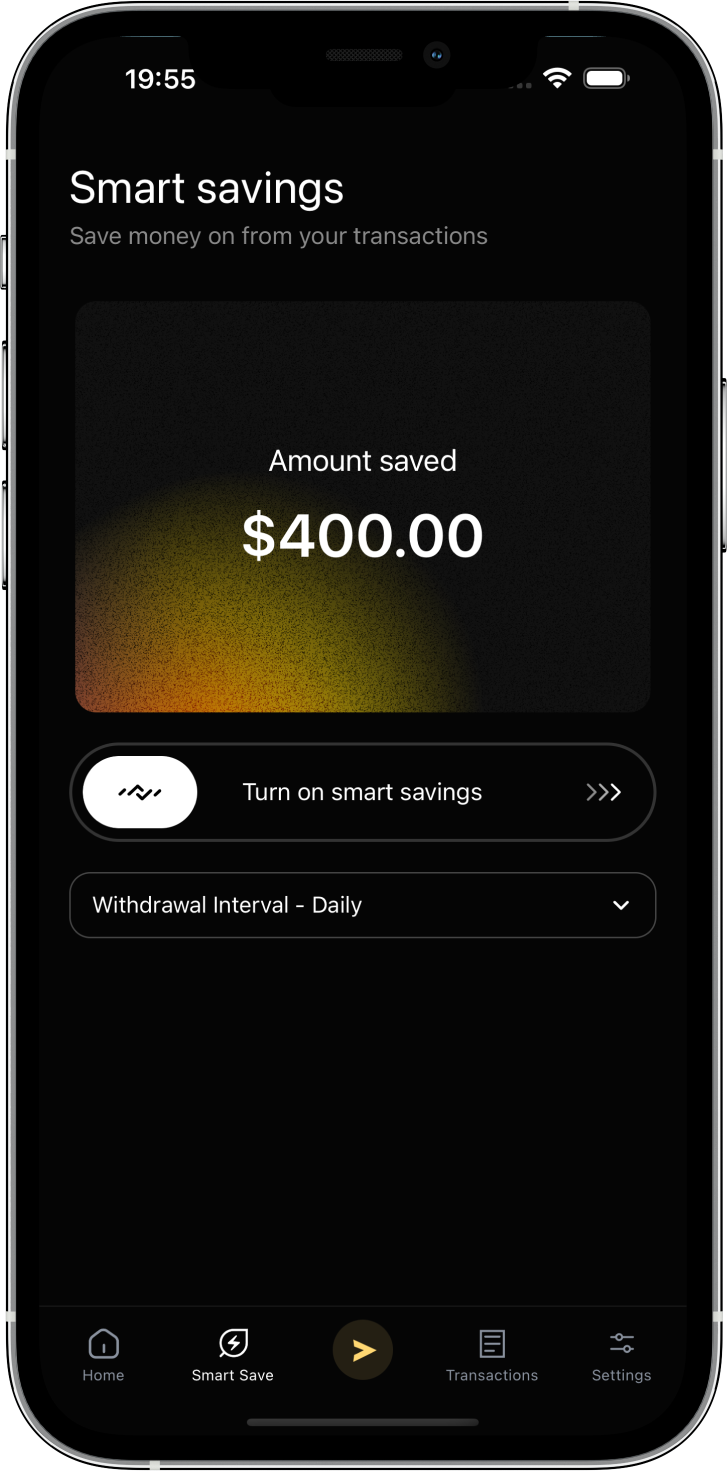 19:55
Smart savings
Save money on from your transactions
Amount saved
$400.00
Turn on smart savings
Withdrawal Interval - Daily
Home
Smart Save
Transactions
Settings